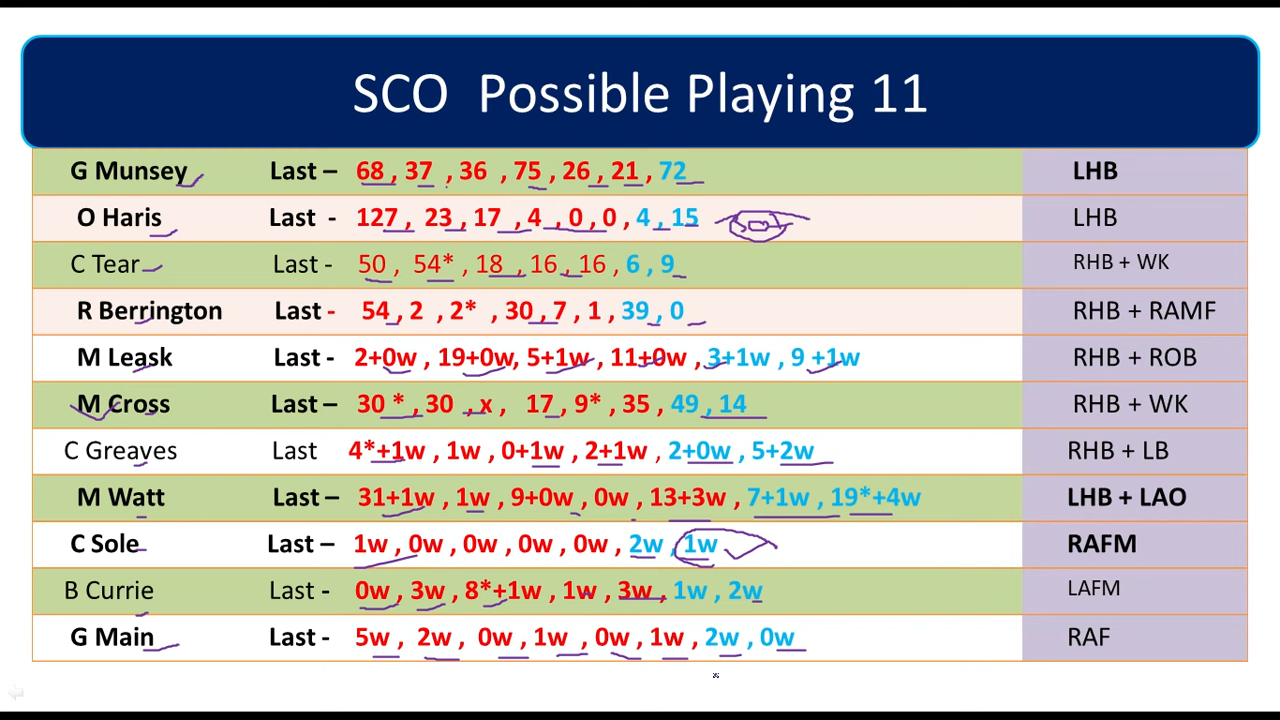 SCO Possible Playing 11
G Munsey Last – 68 , 37 , 36 , 75 , 26 , 21 , 72 LHB
O Haris Last - 127 , 23 , 17 , 4 , 0 , 0 , 4 , 15 LHB
C Tear Last - 50 , 54* , 18 , 16 , 16 , 6 , 9 RHB + WK
R Berrington Last - 54 , 2 , 2* , 30 , 7 , 1 , 39 , 0 RHB + RAMF
M Leask Last - 2+0w , 19+0w, 5+1w , 11+0w , 3+1w , 9 +1w RHB + ROB
M Cross Last – 30 * , 30 , x , 17 , 9* , 35 , 49 , 14 RHB + WK
C Greaves Last 4*+1w , 1w , 0+1w , 2+1w , 2+0w , 5+2w RHB + LB
M Watt Last – 31+1w , 1w , 9+0w , 0w , 13+3w , 7+1w , 19*+4w LHB + LAO
C Sole Last – 1w , 0w , 0w , 0w , 0w , 2w , 1w RAFM
B Currie Last - 0w , 3w , 8*+1w , 1w , 3w , 1w , 2w LAFM
G Main Last - 5w , 2w , 0w , 1w , 0w , 1w , 2w , 0w RAF